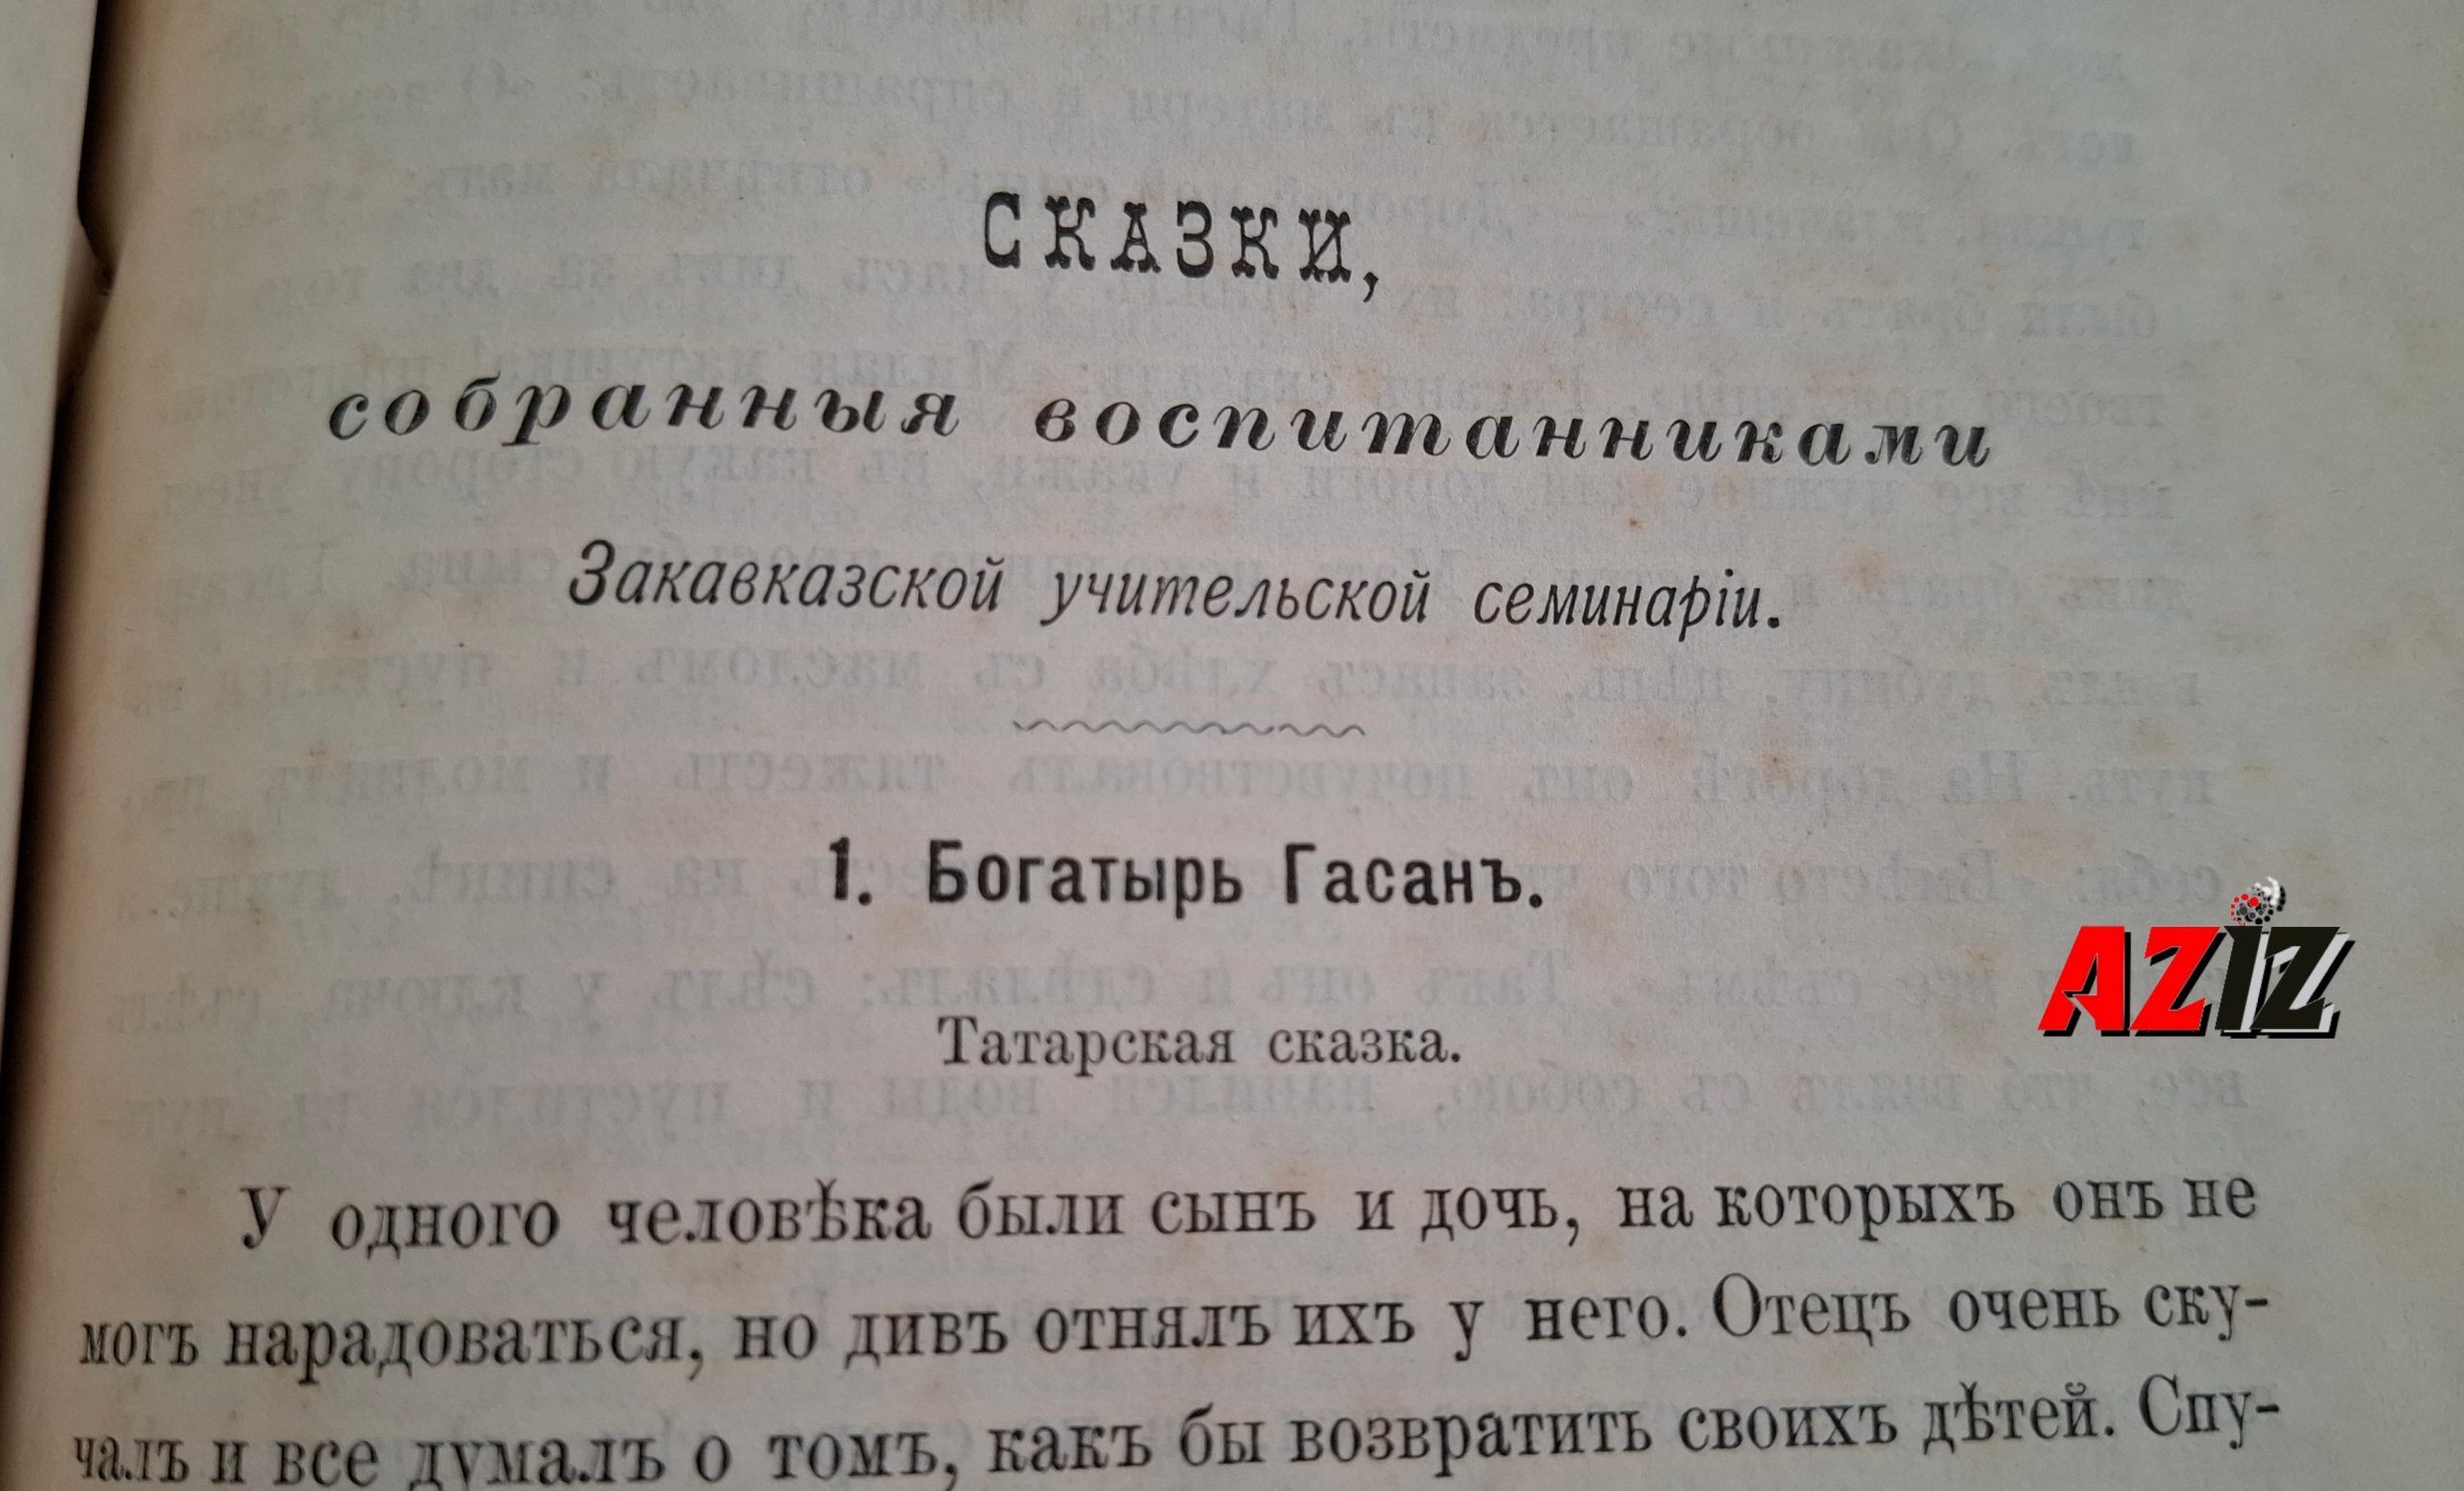 СКАЗКИ,
собранныя воспитанниками
Закавказской учительской семинаріи.
1. Богатырь Гасанъ.
Татарская сказка.
У одного человѣка были сынъ и дочь, на которыхъ онъ не
могъ нарадоваться, но дивъ отнялъ ихъ у него. Отецъ очень ску-
чалъ и все думалъ о томъ, какъ бы возвратить своихъ дѣтей. Спу-
AZIZ